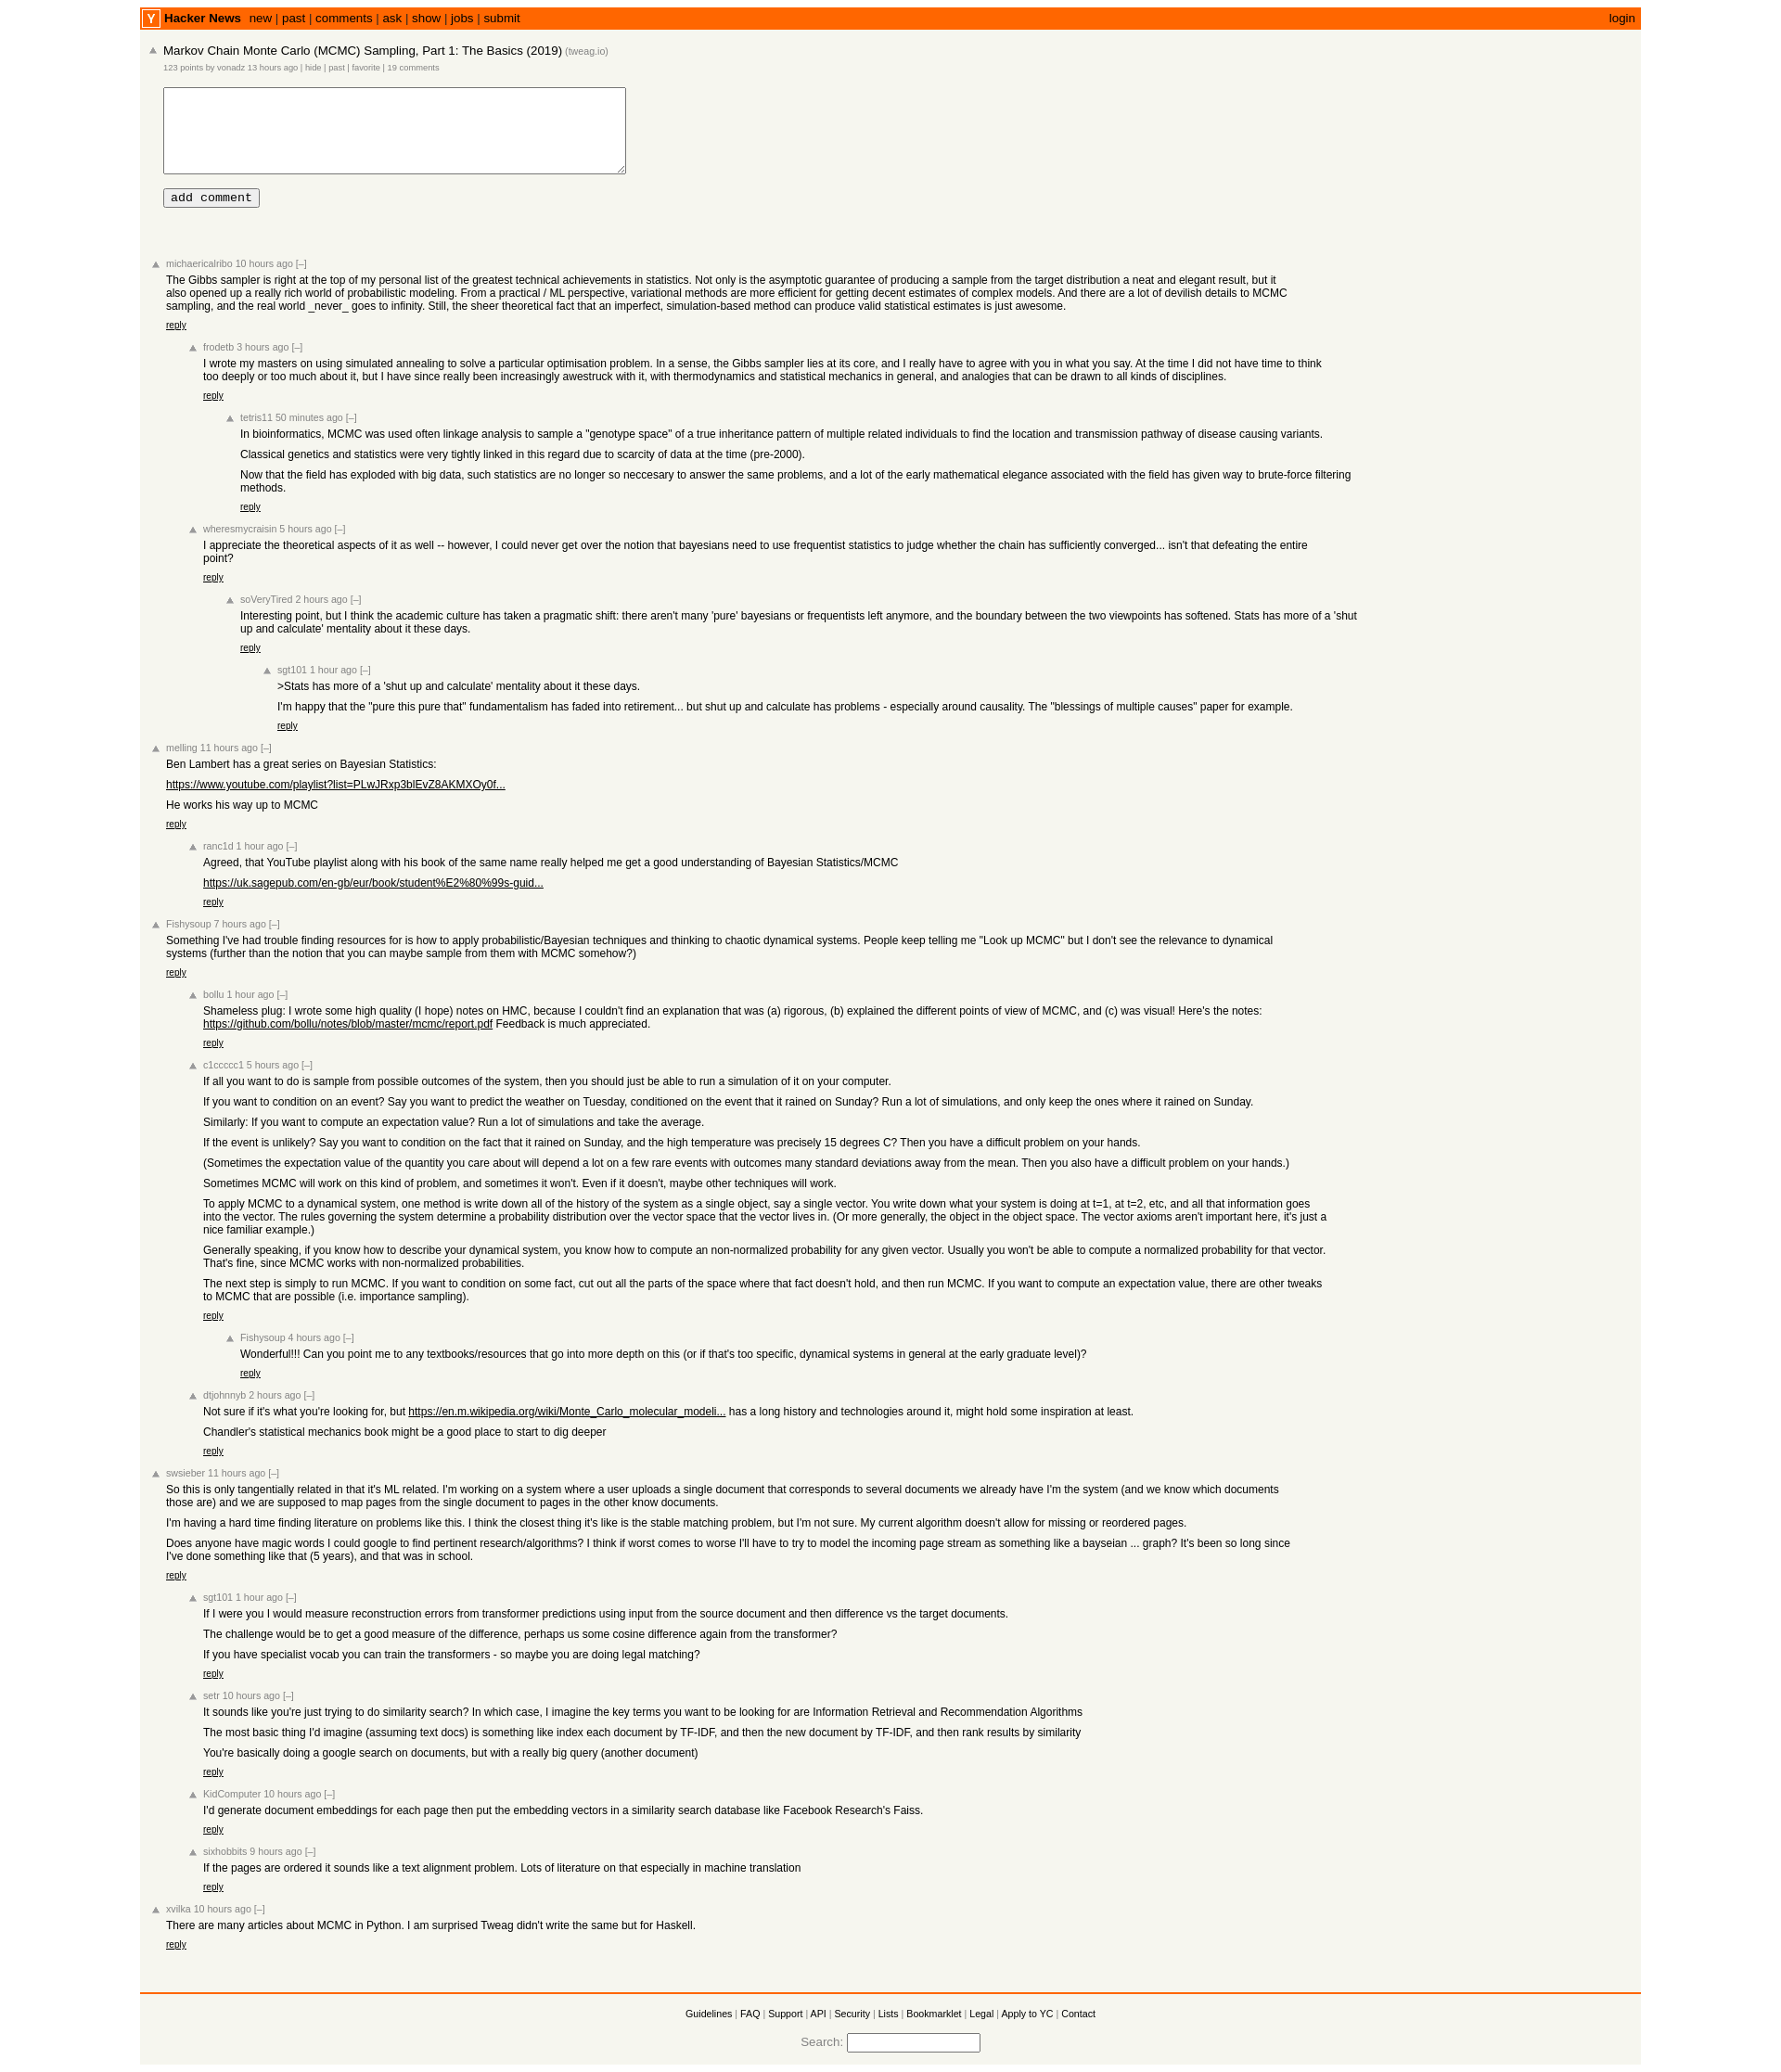 Y Hacker News new | past | comments | ask | show | jobs | submit login
Markov Chain Monte Carlo (MCMC) Sampling, Part 1: The Basics (2019) (tweag.io)
123 points by vonadz 13 hours ago | hide | past | favorite | 19 comments
add comment
michaericalribo 10 hours ago [–]
The Gibbs sampler is right at the top of my personal list of the greatest technical achievements in statistics. Not only is the asymptotic guarantee of producing a sample from the target distribution a neat and elegant result, but it
also opened up a really rich world of probabilistic modeling. From a practical / ML perspective, variational methods are more efficient for getting decent estimates of complex models. And there are a lot of devilish details to MCMC
sampling, and the real world _never_ goes to infinity. Still, the sheer theoretical fact that an imperfect, simulation-based method can produce valid statistical estimates is just awesome.
reply
frodetb 3 hours ago [–]
I wrote my masters on using simulated annealing to solve a particular optimisation problem. In a sense, the Gibbs sampler lies at its core, and I really have to agree with you in what you say. At the time I did not have time to think
too deeply or too much about it, but I have since really been increasingly awestruck with it, with thermodynamics and statistical mechanics in general, and analogies that can be drawn to all kinds of disciplines.
reply
tetris11 50 minutes ago [–]
In bioinformatics, MCMC was used often linkage analysis to sample a "genotype space" of a true inheritance pattern of multiple related individuals to find the location and transmission pathway of disease causing variants.
Classical genetics and statistics were very tightly linked in this regard due to scarcity of data at the time (pre-2000).
Now that the field has exploded with big data, such statistics are no longer so neccesary to answer the same problems, and a lot of the early mathematical elegance associated with the field has given way to brute-force filtering
methods.
reply
wheresmycraisin 5 hours ago [–]
I appreciate the theoretical aspects of it as well -- however, I could never get over the notion that bayesians need to use frequentist statistics to judge whether the chain has sufficiently converged... isn't that defeating the entire
point?
reply
soVeryTired 2 hours ago [–]
Interesting point, but I think the academic culture has taken a pragmatic shift: there aren't many 'pure' bayesians or frequentists left anymore, and the boundary between the two viewpoints has softened. Stats has more of a 'shut
up and calculate' mentality about it these days.
reply
sgt101 1 hour ago [–]
>Stats has more of a 'shut up and calculate' mentality about it these days.
I'm happy that the "pure this pure that" fundamentalism has faded into retirement... but shut up and calculate has problems - especially around causality. The "blessings of multiple causes" paper for example.
reply
melling 11 hours ago [–]
Ben Lambert has a great series on Bayesian Statistics:
https://www.youtube.com/playlist?list=PLwJRxp3blEvZ8AKMXOy0f...
He works his way up to MCMC
reply
ranc1d 1 hour ago [–]
Agreed, that YouTube playlist along with his book of the same name really helped me get a good understanding of Bayesian Statistics/MCMC
https://uk.sagepub.com/en-gb/eur/book/student%E2%80%99s-guid...
reply
Fishysoup 7 hours ago [–]
Something I've had trouble finding resources for is how to apply probabilistic/Bayesian techniques and thinking to chaotic dynamical systems. People keep telling me "Look up MCMC" but I don't see the relevance to dynamical
systems (further than the notion that you can maybe sample from them with MCMC somehow?)
reply
bollu 1 hour ago [–]
Shameless plug: I wrote some high quality (I hope) notes on HMC, because I couldn't find an explanation that was (a) rigorous, (b) explained the different points of view of MCMC, and (c) was visual! Here's the notes:
https://github.com/bollu/notes/blob/master/mcmc/report.pdf Feedback is much appreciated.
reply
c1ccccc1 5 hours ago [–]
If all you want to do is sample from possible outcomes of the system, then you should just be able to run a simulation of it on your computer.
If you want to condition on an event? Say you want to predict the weather on Tuesday, conditioned on the event that it rained on Sunday? Run a lot of simulations, and only keep the ones where it rained on Sunday.
Similarly: If you want to compute an expectation value? Run a lot of simulations and take the average.
If the event is unlikely? Say you want to condition on the fact that it rained on Sunday, and the high temperature was precisely 15 degrees C? Then you have a difficult problem on your hands.
(Sometimes the expectation value of the quantity you care about will depend a lot on a few rare events with outcomes many standard deviations away from the mean. Then you also have a difficult problem on your hands.)
Sometimes MCMC will work on this kind of problem, and sometimes it won't. Even if it doesn't, maybe other techniques will work.
To apply MCMC to a dynamical system, one method is write down all of the history of the system as a single object, say a single vector. You write down what your system is doing at t=1, at t=2, etc, and all that information goes
into the vector. The rules governing the system determine a probability distribution over the vector space that the vector lives in. (Or more generally, the object in the object space. The vector axioms aren't important here, it's just a
nice familiar example.)
Generally speaking, if you know how to describe your dynamical system, you know how to compute an non-normalized probability for any given vector. Usually you won't be able to compute a normalized probability for that vector.
That's fine, since MCMC works with non-normalized probabilities.
The next step is simply to run MCMC. If you want to condition on some fact, cut out all the parts of the space where that fact doesn't hold, and then run MCMC. If you want to compute an expectation value, there are other tweaks
to MCMC that are possible (i.e. importance sampling).
reply
Fishysoup 4 hours ago [–]
Wonderful!!! Can you point me to any textbooks/resources that go into more depth on this (or if that's too specific, dynamical systems in general at the early graduate level)?
reply
dtjohnnyb 2 hours ago [–]
Not sure if it's what you're looking for, but https://en.m.wikipedia.org/wiki/Monte_Carlo_molecular_modeli... has a long history and technologies around it, might hold some inspiration at least.
Chandler's statistical mechanics book might be a good place to start to dig deeper
reply
swsieber 11 hours ago [–]
So this is only tangentially related in that it's ML related. I'm working on a system where a user uploads a single document that corresponds to several documents we already have I'm the system (and we know which documents
those are) and we are supposed to map pages from the single document to pages in the other know documents.
I'm having a hard time finding literature on problems like this. I think the closest thing it's like is the stable matching problem, but I'm not sure. My current algorithm doesn't allow for missing or reordered pages.
Does anyone have magic words I could google to find pertinent research/algorithms? I think if worst comes to worse I'll have to try to model the incoming page stream as something like a bayseian ... graph? It's been so long since
I've done something like that (5 years), and that was in school.
reply
sgt101 1 hour ago [–]
If I were you I would measure reconstruction errors from transformer predictions using input from the source document and then difference vs the target documents.
The challenge would be to get a good measure of the difference, perhaps us some cosine difference again from the transformer?
If you have specialist vocab you can train the transformers - so maybe you are doing legal matching?
reply
setr 10 hours ago [–]
It sounds like you're just trying to do similarity search? In which case, I imagine the key terms you want to be looking for are Information Retrieval and Recommendation Algorithms
The most basic thing I'd imagine (assuming text docs) is something like index each document by TF-IDF, and then the new document by TF-IDF, and then rank results by similarity
You're basically doing a google search on documents, but with a really big query (another document)
reply
KidComputer 10 hours ago [–]
I'd generate document embeddings for each page then put the embedding vectors in a similarity search database like Facebook Research's Faiss.
reply
sixhobbits 9 hours ago [–]
If the pages are ordered it sounds like a text alignment problem. Lots of literature on that especially in machine translation
reply
xvilka 10 hours ago [–]
There are many articles about MCMC in Python. I am surprised Tweag didn't write the same but for Haskell.
reply
Guidelines | FAQ | Support | API | Security | Lists | Bookmarklet | Legal | Apply to YC | Contact
Search: